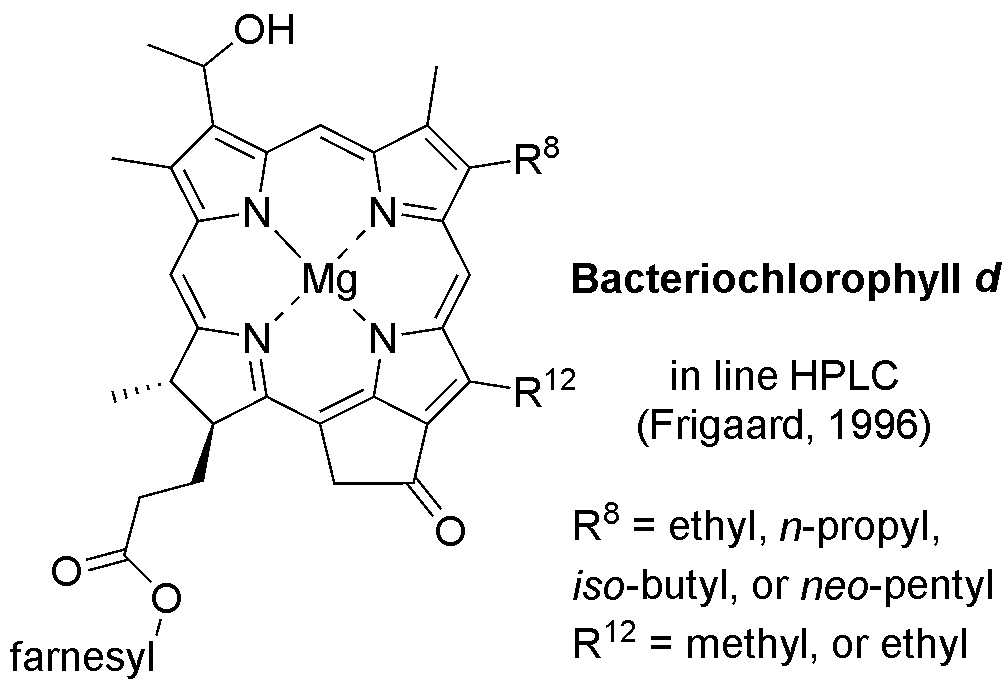 OH
R8
N
N
Mg
Bacteriochlorophyll d
N
N
in line HPLC
R12
(Frigaard, 1996)
O
R8 = ethyl, n-propyl,
O
iso-butyl, or neo-pentyl
O
R12 = methyl, or ethyl
farnesyl